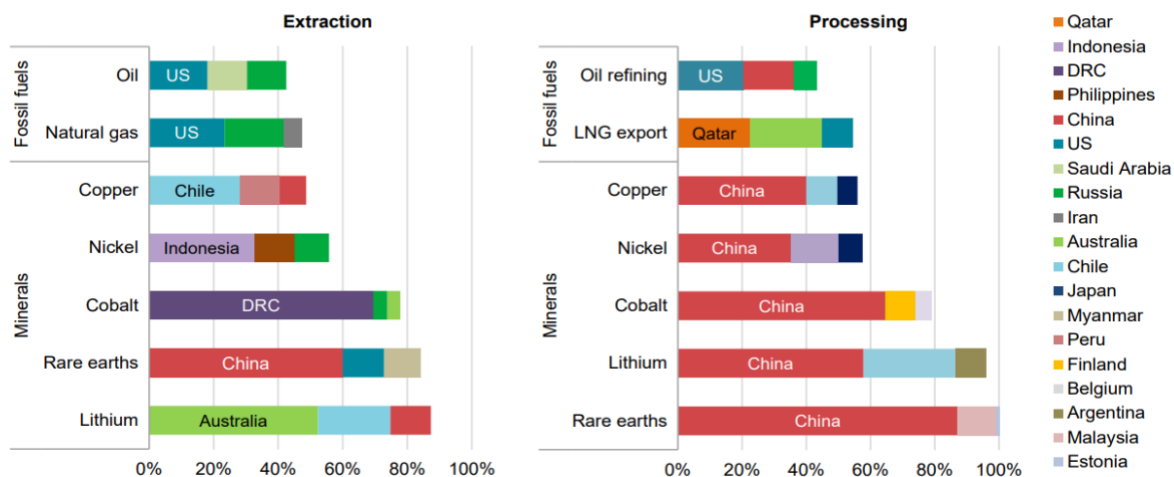 Extraction
Fossil fuels
Oil
US
Natural gas
US
Minerals
Copper
Chile
Nickel
Indonesia
Cobalt
DRC
Rare earths
China
Lithium
Australia
0% 20% 40% 60% 80% 100%
Processing
Fossil fuels
Oil refining
US
LNG export
Qatar
Minerals
Copper
China
Nickel
China
Cobalt
China
Lithium
China
Rare earths
China
0% 20% 40% 60% 80% 100%
Qatar
Indonesia
DRC
Philippines
China
US
Saudi Arabia
Russia
Iran
Australia
Chile
Japan
Myanmar
Peru
Finland
Belgium
Argentina
Malaysia
Estonia